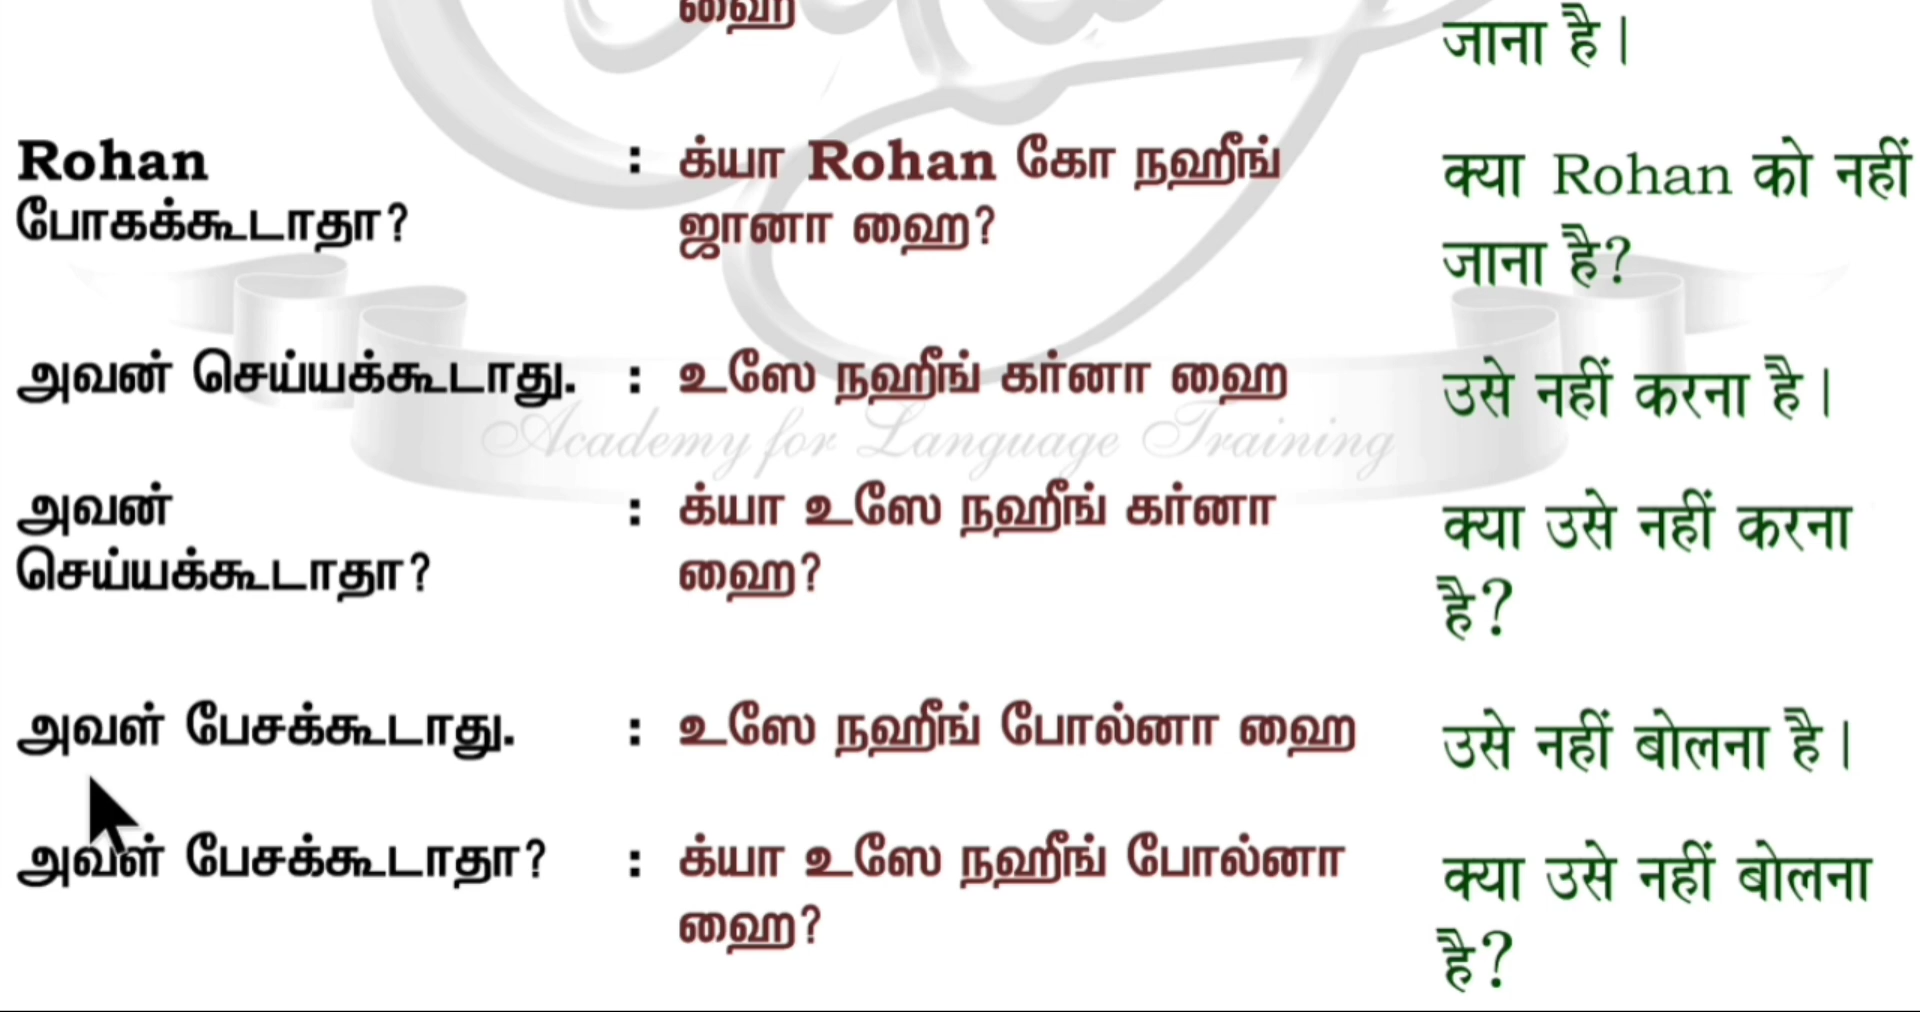 ஹை
जाना है।
Rohan : க்யா Rohan கோ நஹீங் क्या Rohan को नहीं
போகக்கூடாதா? ஜானா ஹை? जाना है?
அவன் செய்யக்கூடாது. : உஸே நஹீங் கர்னா ஹை उसे नहीं करना है।
Academy for Language Training
அவன் : க்யா உஸே நஹீங் கர்னா क्या उसे नहीं करना
செய்யக்கூடாதா? ஹை? है?
அவள் பேசக்கூடாது. : உஸே நஹீங் போல்னா ஹை उसे नहीं बोलना है।
அவள் பேசக்கூடாதா? : க்யா உஸே நஹீங் போல்னா क्या उसे नहीं बोलना
ஹை? है?